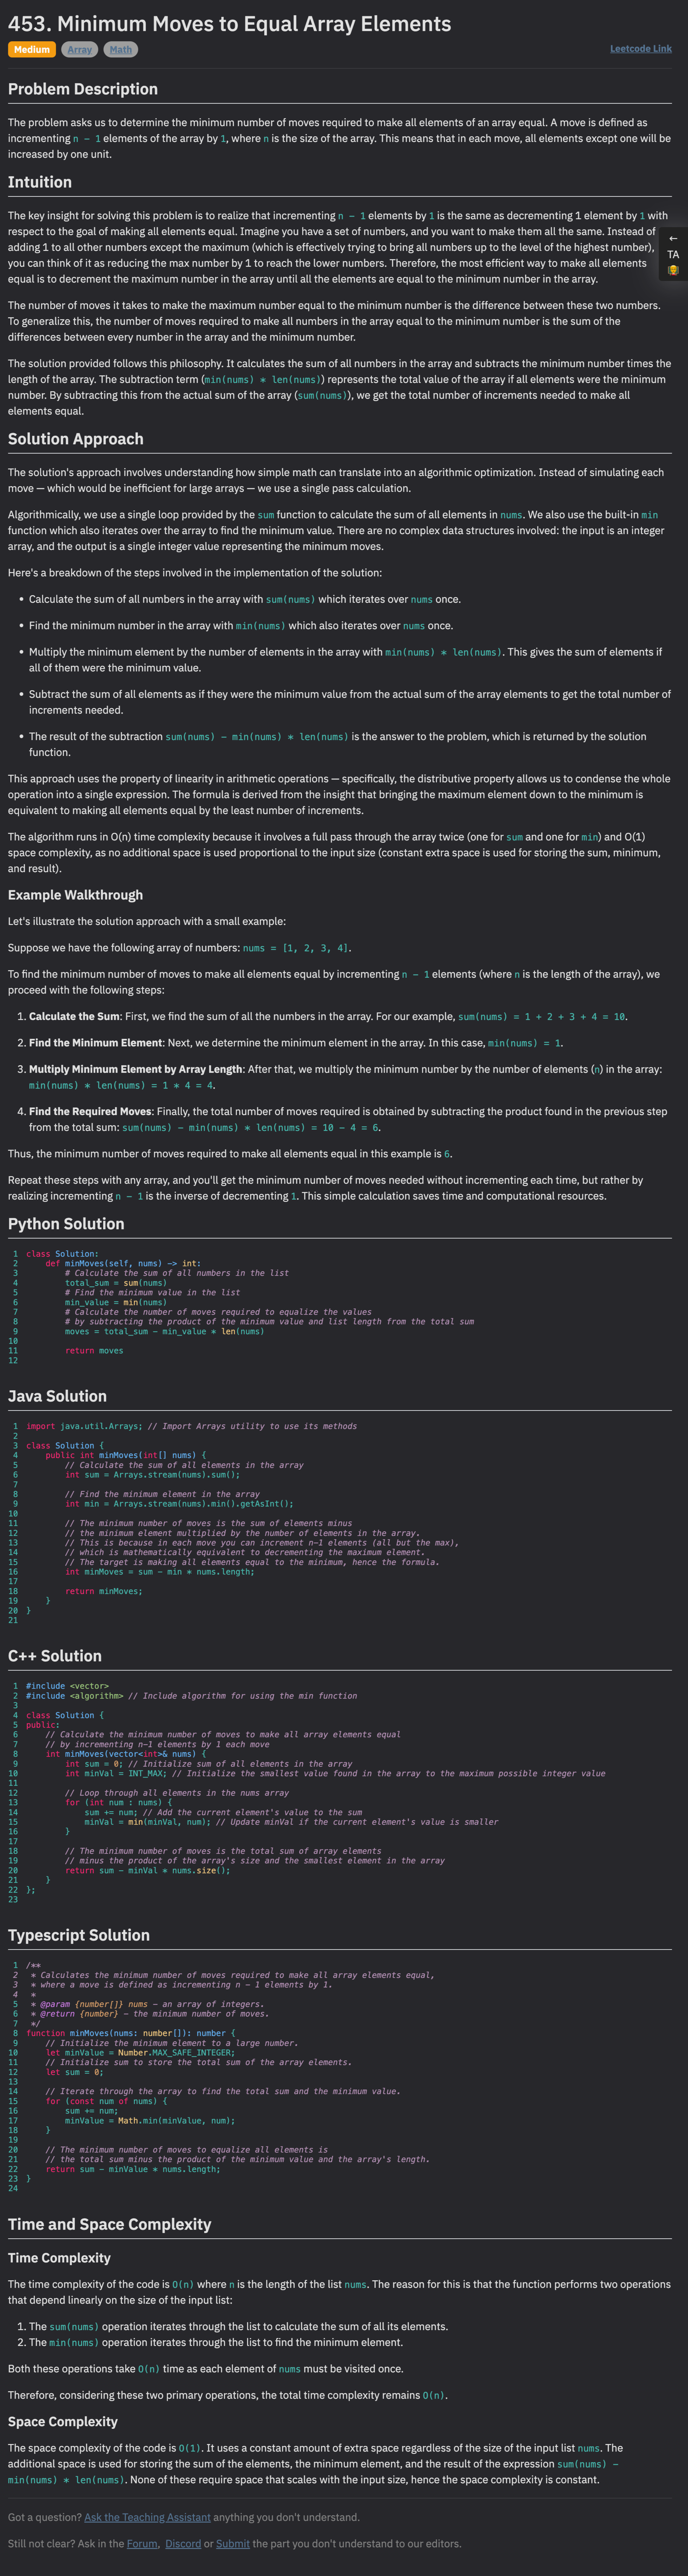 453. Minimum Moves to Equal Array Elements
Medium Array Math Leetcode Link
Problem Description
The problem asks us to determine the minimum number of moves required to make all elements of an array equal. A move is defined as
incrementing n - 1 elements of the array by 1, where n is the size of the array. This means that in each move, all elements except one will be
increased by one unit.
Intuition
The key insight for solving this problem is to realize that incrementing n - 1 elements by 1 is the same as decrementing 1 element by 1 with
respect to the goal of making all elements equal. Imagine you have a set of numbers, and you want to make them all the same. Instead of
adding 1 to all other numbers except the maximum (which is effectively trying to bring all numbers up to the level of the highest number),
you can think of it as reducing the max number by 1 to reach the lower numbers. Therefore, the most efficient way to make all elements
equal is to decrement the maximum number in the array until all the elements are equal to the minimum number in the array.
←
TA
The number of moves it takes to make the maximum number equal to the minimum number is the difference between these two numbers.
To generalize this, the number of moves required to make all numbers in the array equal to the minimum number is the sum of the
differences between every number in the array and the minimum number.
The solution provided follows this philosophy. It calculates the sum of all numbers in the array and subtracts the minimum number times the
length of the array. The subtraction term (min(nums) * len(nums)) represents the total value of the array if all elements were the minimum
number. By subtracting this from the actual sum of the array (sum(nums)), we get the total number of increments needed to make all
elements equal.
Solution Approach
The solution's approach involves understanding how simple math can translate into an algorithmic optimization. Instead of simulating each
move — which would be inefficient for large arrays — we use a single pass calculation.
Algorithmically, we use a single loop provided by the sum function to calculate the sum of all elements in nums. We also use the built-in min
function which also iterates over the array to find the minimum value. There are no complex data structures involved: the input is an integer
array, and the output is a single integer value representing the minimum moves.
Here's a breakdown of the steps involved in the implementation of the solution:
• Calculate the sum of all numbers in the array with sum(nums) which iterates over nums once.
• Find the minimum number in the array with min(nums) which also iterates over nums once.
• Multiply the minimum element by the number of elements in the array with min(nums) * len(nums). This gives the sum of elements if
all of them were the minimum value.
• Subtract the sum of all elements as if they were the minimum value from the actual sum of the array elements to get the total number of
increments needed.
• The result of the subtraction sum(nums) - min(nums) * len(nums) is the answer to the problem, which is returned by the solution
function.
This approach uses the property of linearity in arithmetic operations — specifically, the distributive property allows us to condense the whole
operation into a single expression. The formula is derived from the insight that bringing the maximum element down to the minimum is
equivalent to making all elements equal by the least number of increments.
The algorithm runs in O(n) time complexity because it involves a full pass through the array twice (one for sum and one for min) and O(1)
space complexity, as no additional space is used proportional to the input size (constant extra space is used for storing the sum, minimum,
and result).
Example Walkthrough
Let's illustrate the solution approach with a small example:
Suppose we have the following array of numbers: nums = [1, 2, 3, 4].
To find the minimum number of moves to make all elements equal by incrementing n - 1 elements (where n is the length of the array), we
proceed with the following steps:
1. Calculate the Sum: First, we find the sum of all the numbers in the array. For our example, sum(nums) = 1 + 2 + 3 + 4 = 10.
2. Find the Minimum Element: Next, we determine the minimum element in the array. In this case, min(nums) = 1.
3. Multiply Minimum Element by Array Length: After that, we multiply the minimum number by the number of elements (n) in the array:
min(nums) * len(nums) = 1 * 4 = 4.
4. Find the Required Moves: Finally, the total number of moves required is obtained by subtracting the product found in the previous step
from the total sum: sum(nums) - min(nums) * len(nums) = 10 - 4 = 6.
Thus, the minimum number of moves required to make all elements equal in this example is 6.
Repeat these steps with any array, and you'll get the minimum number of moves needed without incrementing each time, but rather by
realizing incrementing n - 1 is the inverse of decrementing 1. This simple calculation saves time and computational resources.
Python Solution
1 class Solution:
2 def minMoves(self, nums) -> int:
3 # Calculate the sum of all numbers in the list
4 total_sum = sum(nums)
5 # Find the minimum value in the list
6 min_value = min(nums)
7 # Calculate the number of moves required to equalize the values
8 # by subtracting the product of the minimum value and list length from the total sum
9 moves = total_sum - min_value * len(nums)
10
11 return moves
12
Java Solution
1 import java.util.Arrays; // Import Arrays utility to use its methods
2
3 class Solution {
4 public int minMoves(int[] nums) {
5 // Calculate the sum of all elements in the array
6 int sum = Arrays.stream(nums).sum();
7
8 // Find the minimum element in the array
9 int min = Arrays.stream(nums).min().getAsInt();
10
11 // The minimum number of moves is the sum of elements minus
12 // the minimum element multiplied by the number of elements in the array.
13 // This is because in each move you can increment n-1 elements (all but the max),
14 // which is mathematically equivalent to decrementing the maximum element.
15 // The target is making all elements equal to the minimum, hence the formula.
16 int minMoves = sum - min * nums.length;
17
18 return minMoves;
19 }
20 }
21
C++ Solution
1 #include <vector>
2 #include <algorithm> // Include algorithm for using the min function
3
4 class Solution {
5 public:
6 // Calculate the minimum number of moves to make all array elements equal
7 // by incrementing n-1 elements by 1 each move
8 int minMoves(vector<int>& nums) {
9 int sum = 0; // Initialize sum of all elements in the array
10 int minVal = INT_MAX; // Initialize the smallest value found in the array to the maximum possible integer value
11
12 // Loop through all elements in the nums array
13 for (int num : nums) {
14 sum += num; // Add the current element's value to the sum
15 minVal = min(minVal, num); // Update minVal if the current element's value is smaller
16 }
17
18 // The minimum number of moves is the total sum of array elements
19 // minus the product of the array's size and the smallest element in the array
20 return sum - minVal * nums.size();
21 }
22 };
23
Typescript Solution
1 /**
2 * Calculates the minimum number of moves required to make all array elements equal,
3 * where a move is defined as incrementing n - 1 elements by 1.
4 *
5 * @param {number[]} nums - an array of integers.
6 * @return {number} - the minimum number of moves.
7 */
8 function minMoves(nums: number[]): number {
9 // Initialize the minimum element to a large number.
10 let minValue = Number.MAX_SAFE_INTEGER;
11 // Initialize sum to store the total sum of the array elements.
12 let sum = 0;
13
14 // Iterate through the array to find the total sum and the minimum value.
15 for (const num of nums) {
16 sum += num;
17 minValue = Math.min(minValue, num);
18 }
19
20 // The minimum number of moves to equalize all elements is
21 // the total sum minus the product of the minimum value and the array's length.
22 return sum - minValue * nums.length;
23 }
24
Time and Space Complexity
Time Complexity
The time complexity of the code is O(n) where n is the length of the list nums. The reason for this is that the function performs two operations
that depend linearly on the size of the input list:
1. The sum(nums) operation iterates through the list to calculate the sum of all its elements.
2. The min(nums) operation iterates through the list to find the minimum element.
Both these operations take O(n) time as each element of nums must be visited once.
Therefore, considering these two primary operations, the total time complexity remains O(n).
Space Complexity
The space complexity of the code is O(1). It uses a constant amount of extra space regardless of the size of the input list nums. The
additional space is used for storing the sum of the elements, the minimum element, and the result of the expression sum(nums) -
min(nums) * len(nums). None of these require space that scales with the input size, hence the space complexity is constant.
Got a question? Ask the Teaching Assistant anything you don't understand.
Still not clear? Ask in the Forum, Discord or Submit the part you don't understand to our editors.